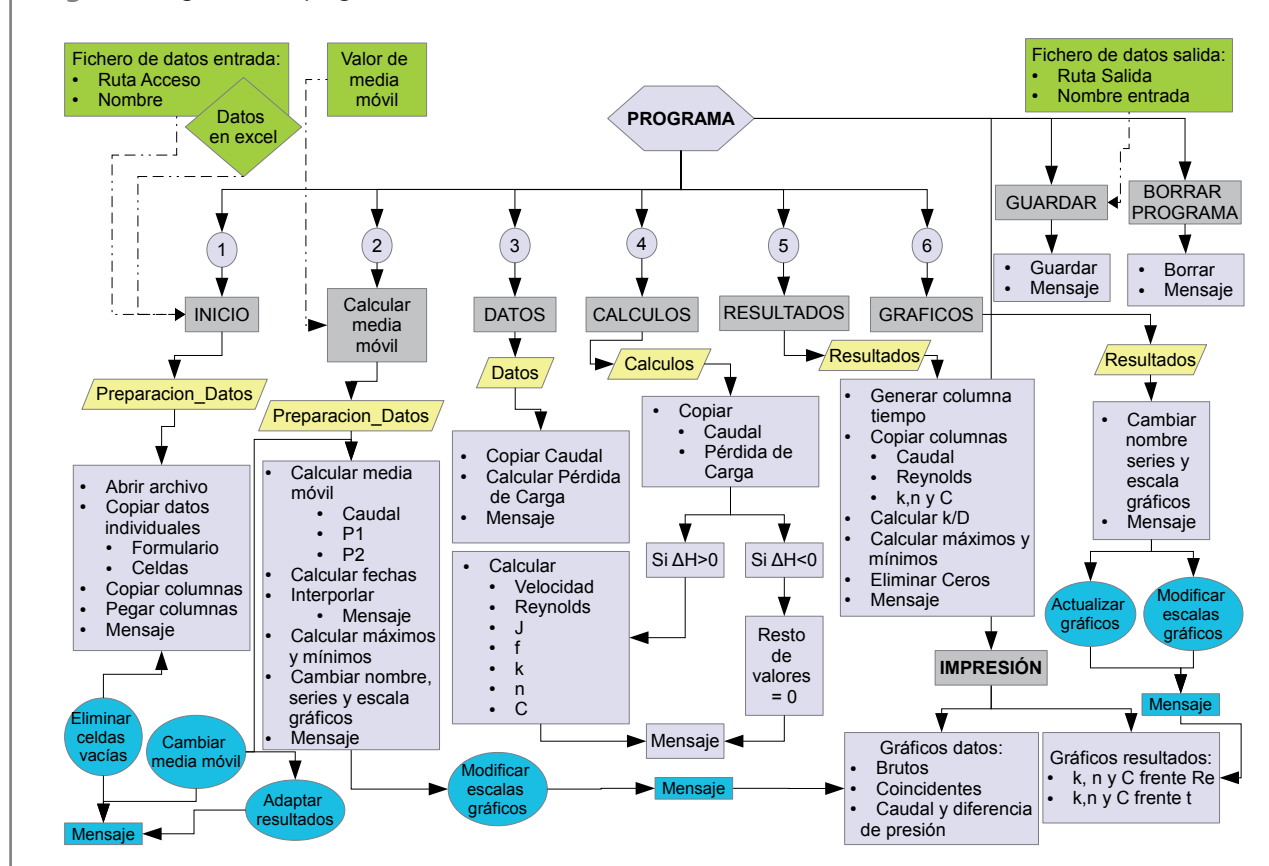 Fichero de datos entrada:
• Ruta Acceso
• Nombre
Datos
en excel
Valor de
media
móvil
PROGRAMA
Fichero de datos salida:
• Ruta Salida
• Nombre entrada
GUARDAR
BORRAR
PROGRAMA
• Guardar
• Mensaje
• Borrar
• Mensaje
1
2
3
4
5
6
INICIO
Calcular
media
móvil
DATOS
CALCULOS
RESULTADOS
GRAFICOS
Preparacion_Datos
Preparacion_Datos
Datos
Calculos
Resultados
Resultados
• Abrir archivo
• Copiar datos
individuales
• Formulario
• Celdas
• Copiar columnas
• Pegar columnas
• Mensaje
• Calcular media
móvil
• Caudal
• P1
• P2
• Calcular fechas
• Interporlar
• Mensaje
• Calcular máximos
y mínimos
• Cambiar nombre,
series y escala
gráficos
• Mensaje
• Copiar Caudal
• Calcular Pérdida
de Carga
• Mensaje
• Copiar
• Caudal
• Pérdida de
Carga
Si ΔH>0
Si ΔH<0
• Calcular
• Velocidad
• Reynolds
• J
• f
• k
• n
• C
Resto
de
valores
= 0
Mensaje
• Generar columna
tiempo
• Copiar columnas
• Caudal
• Reynolds
• k,n y C
• Calcular k/D
• Calcular máximos y
mínimos
• Eliminar Ceros
• Mensaje
• Cambiar
nombre
series y
escala
gráficos
• Mensaje
Actualizar
gráficos
Modificar
escalas
gráficos
Mensaje
IMPRESIÓN
Eliminar
celdas
vacías
Cambiar
media móvil
Adaptar
resultados
Mensaje
Modificar
escalas
gráficos
Mensaje
Gráficos datos:
• Brutos
• Coincidentes
• Caudal y diferencia
de presión
Gráficos resultados:
• k, n y C frente Re
• k,n y C frente t